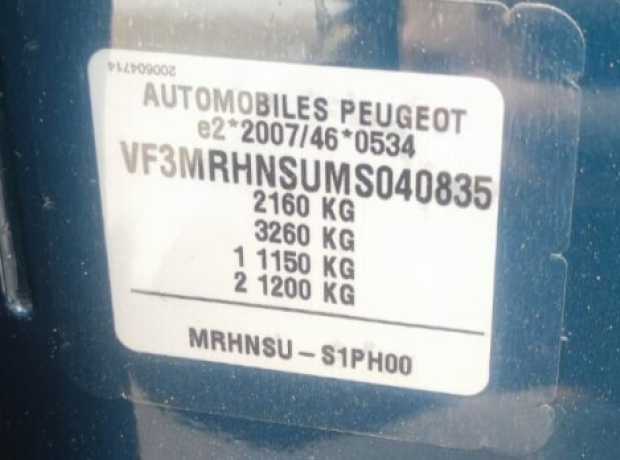 200604714
AUTOMOBILES PEUGEOT
e2*2007/46*0534
VF3MRHNSUMS040835
2160 KG
3260 KG
1 1150 KG
2 1200 KG
MRHNSU - S1PH00